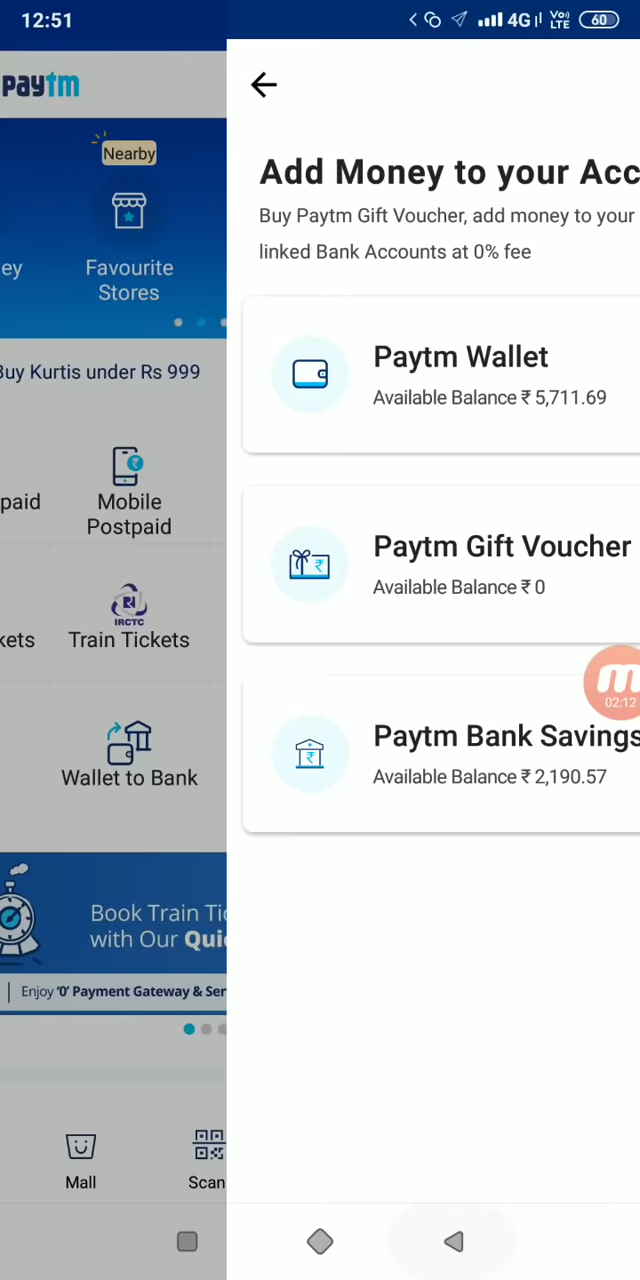 12:51
4G
Vo))
LTE
60
paytm
Nearby
ey
Favourite
Stores
Buy Kurtis under Rs 999
paid
Mobile
Postpaid
kets
IRCTC
Train Tickets
Wallet to Bank
Book Train Tic
with Our Quic
Enjoy '0' Payment Gateway & Ser
Mall
Scan
Add Money to your Acc
Buy Paytm Gift Voucher, add money to your
linked Bank Accounts at 0% fee
Paytm Wallet
Available Balance ₹ 5,711.69
Paytm Gift Voucher
Available Balance ₹ 0
02:12
Paytm Bank Savings
Available Balance ₹ 2,190.57